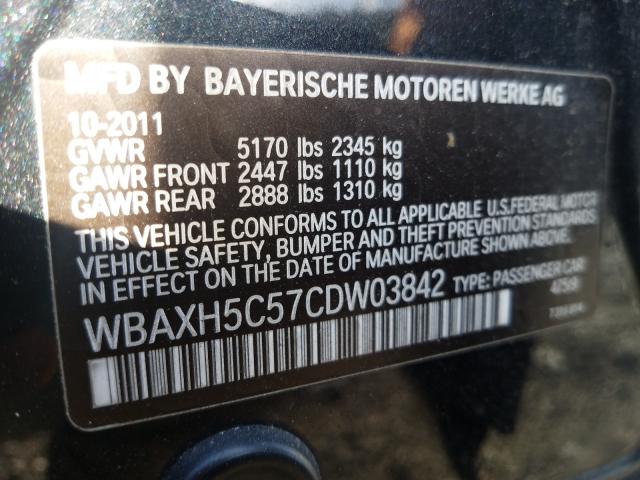 MFD BY BAYERISCHE MOTOREN WERKE AG
10-2011
GVWR 5170 lbs 2345 kg
GAWR FRONT 2447 lbs 1110 kg
GAWR REAR 2888 lbs 1310 kg
THIS VEHICLE CONFORMS TO ALL APPLICABLE U.S.FEDERAL MOTOR
VEHICLE SAFETY, BUMPER AND THEFT PREVENTION STANDARDS
IN EFFECT ON THE DATE OF MANUFACTURE SHOWN ABOVE.
WBAXH5C57CDW03842 TYPE: PASSENGER CAR